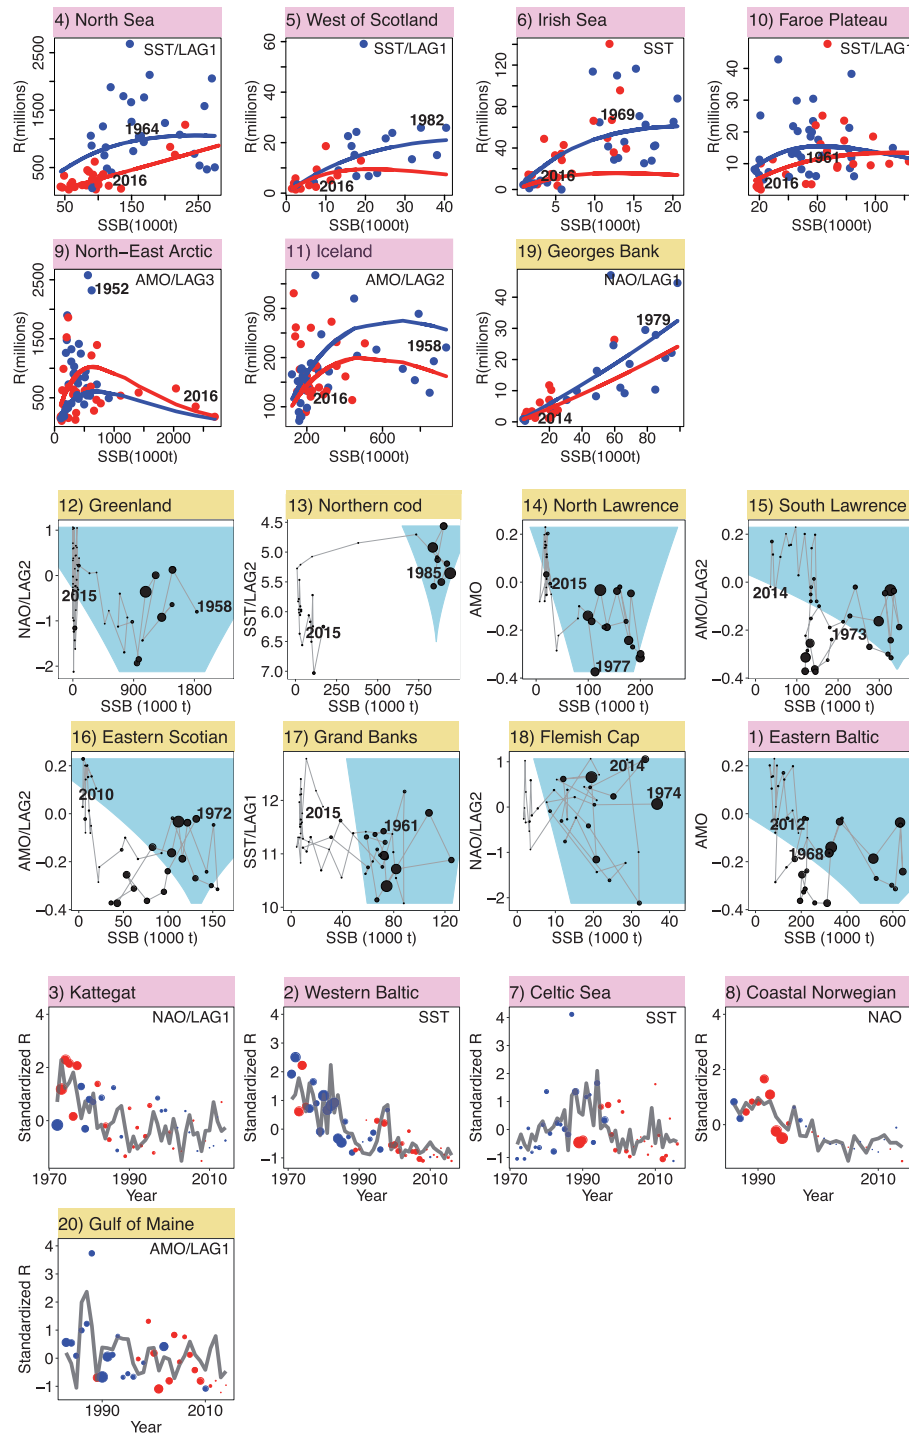 4) North Sea
SST/LAG1
R(millions)
2500
1500
500
1964
2016
50 100 150 200 250
SSB(1000t)
5) West of Scotland
SST/LAG1
R(millions)
60
40
20
0
1982
2016
0 10 20 30 40
SSB(1000t)
6) Irish Sea
SST
R(millions)
120
80
40
0
1969
2016
5 10 15 20
SSB(1000t)
10) Faroe Plateau
SST/LAG1
R(millions)
40
30
20
10
1961
2016
20 40 60 80 100
SSB(1000t)
9) North–East Arctic
AMO/LAG3
R(millions)
2500
1500
500
1952
2016
0 1000 2000
SSB(1000t)
11) Iceland
AMO/LAG2
R(millions)
300
200
100
1958
2016
200 600
SSB(1000t)
19) Georges Bank
NAO/LAG1
R(millions)
40
30
20
10
0
1979
2014
20 40 60 80
SSB(1000t)
12) Greenland
NAO/LAG2
1
0
−1
−2
2015
1958
0 900 1800
SSB (1000 t)
13) Northern cod
SST/LAG2
4.5
5.0
5.5
6.0
6.5
7.0
1985
2015
0 400 800
SSB (1000 t)
14) North Lawrence
AMO
0.2
0.0
−0.2
−0.4
2015
1977
0 100 200
SSB (1000 t)
15) South Lawrence
AMO/LAG2
0.2
0.0
−0.2
−0.4
2014
1973
0 100 200 300
SSB (1000 t)
16) Eastern Scotian
AMO/LAG2
0.2
0.0
−0.2
−0.4
2010
1972
0 50 100 150
SSB (1000 t)
17) Grand Banks
SST/LAG1
12
11
10
2015
1961
0 40 80 120
SSB (1000 t)
18) Flemish Cap
NAO/LAG2
1
0
−1
−2
2014
1974
0 10 20 30 40
SSB (1000 t)
1) Eastern Baltic
AMO
0.2
0.0
−0.2
−0.4
2012
1968
0 200 400 600
SSB (1000 t)
3) Kattegat
NAO/LAG1
Standardized R
4
2
0
1970 1990 2010
Year
2) Western Baltic
SST
Standardized R
4
3
2
1
0
−1
1970 1990 2010
Year
7) Celtic Sea
SST
Standardized R
4
3
2
1
0
−1
1970 1990 2010
Year
8) Coastal Norwegian
NAO
Standardized R
4
2
0
1990 2010
Year
20) Gulf of Maine
AMO/LAG1
Standardized R
4
3
2
1
0
−1
1990 2010
Year